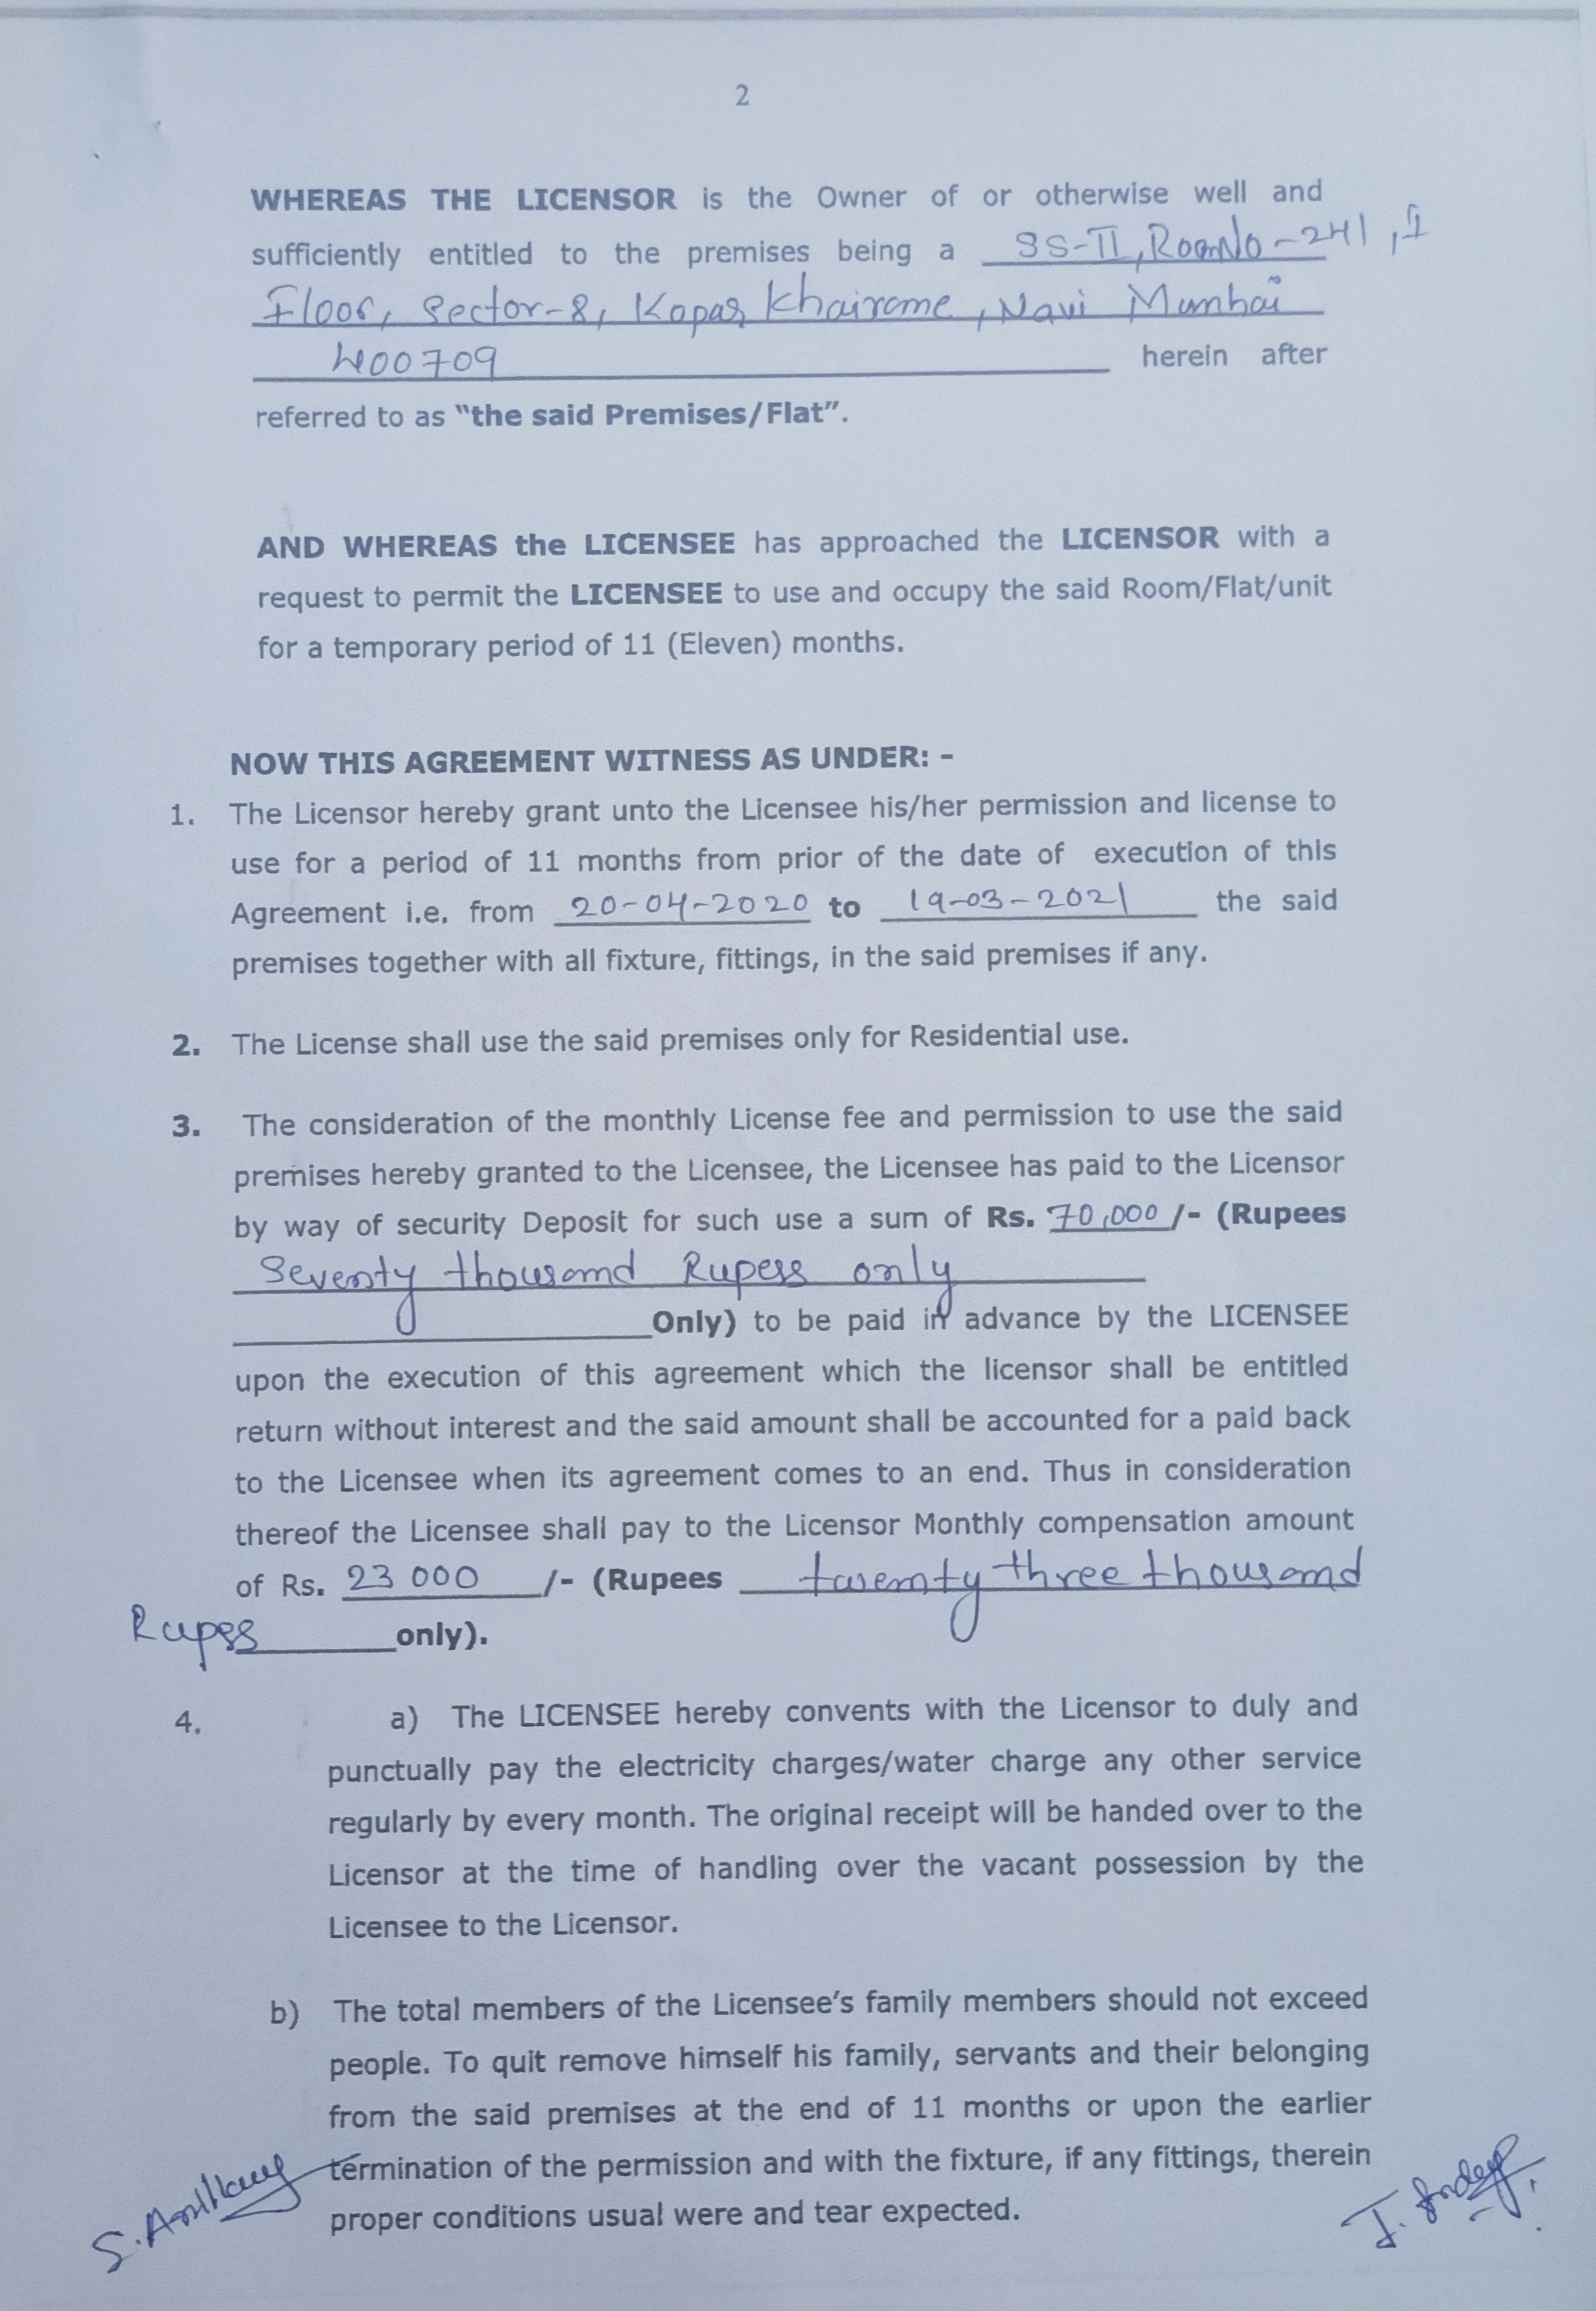 2
WHEREAS THE LICENSOR is the Owner of or otherwise well and
sufficiently entitled to the premises being a SS-II, Room No - 241, I
Floor, Sector-8, Kopar Khairane, Navi Mumbai
400709 herein after
referred to as "the said Premises/Flat".
AND WHEREAS the LICENSEE has approached the LICENSOR with a
request to permit the LICENSEE to use and occupy the said Room/Flat/unit
for a temporary period of 11 (Eleven) months.
NOW THIS AGREEMENT WITNESS AS UNDER: -
1. The Licensor hereby grant unto the Licensee his/her permission and license to
use for a period of 11 months from prior of the date of execution of this
Agreement i.e. from 20-04-2020 to 19-03-2021 the said
premises together with all fixture, fittings, in the said premises if any.
2. The License shall use the said premises only for Residential use.
3. The consideration of the monthly License fee and permission to use the said
premises hereby granted to the Licensee, the Licensee has paid to the Licensor
by way of security Deposit for such use a sum of Rs. 70,000 /- (Rupees
Seventy thousand Rupess only
Only) to be paid in advance by the LICENSEE
upon the execution of this agreement which the licensor shall be entitled
return without interest and the said amount shall be accounted for a paid back
to the Licensee when its agreement comes to an end. Thus in consideration
thereof the Licensee shall pay to the Licensor Monthly compensation amount
of Rs. 23 000 /- (Rupees twenty three thousand
Rupess only).
4. a) The LICENSEE hereby convents with the Licensor to duly and
punctually pay the electricity charges/water charge any other service
regularly by every month. The original receipt will be handed over to the
Licensor at the time of handling over the vacant possession by the
Licensee to the Licensor.
b) The total members of the Licensee's family members should not exceed
people. To quit remove himself his family, servants and their belonging
from the said premises at the end of 11 months or upon the earlier
termination of the permission and with the fixture, if any fittings, therein
proper conditions usual were and tear expected.
S. Anthony J.